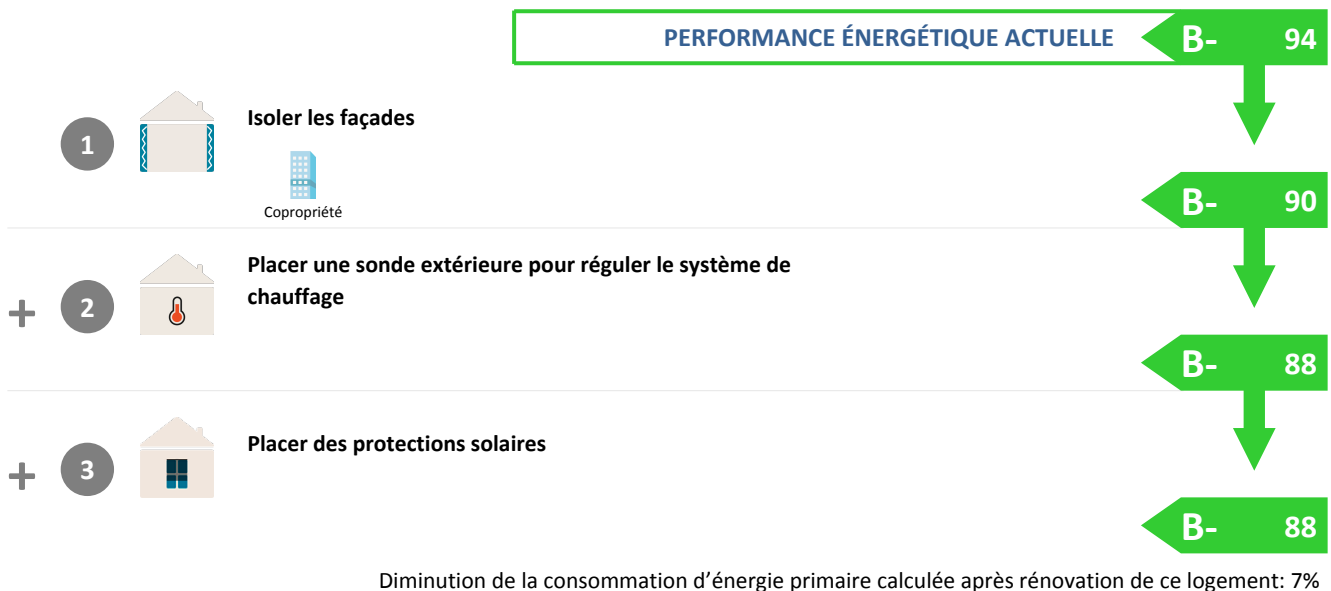 PERFORMANCE ÉNERGÉTIQUE ACTUELLE B- 94
1 Isoler les façades
Copropriété
B- 90
+ 2 Placer une sonde extérieure pour réguler le système de
chauffage
B- 88
+ 3 Placer des protections solaires
B- 88
Diminution de la consommation d’énergie primaire calculée après rénovation de ce logement: 7%